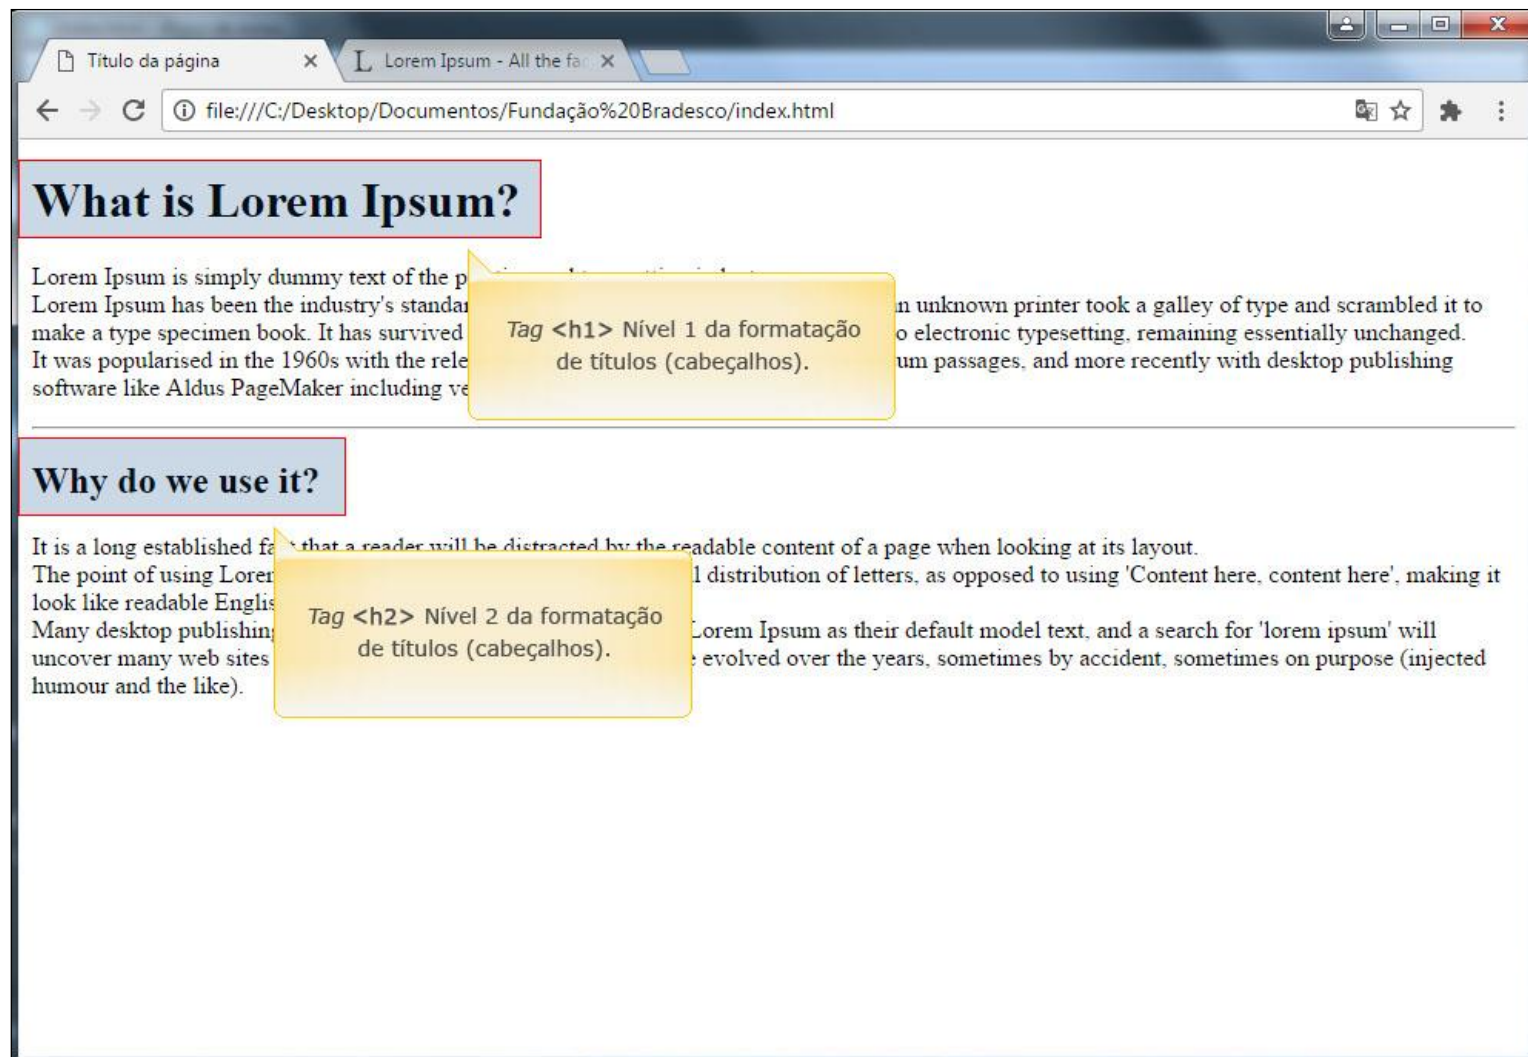 Título da página
Lorem Ipsum - All the fa
file:///C:/Desktop/Documentos/Fundação%20Bradesco/index.html
What is Lorem Ipsum?
Lorem Ipsum is simply dummy text of the
Lorem Ipsum has been the industry's unknown printer took a galley of type and scrambled it to
make a type specimen book. It has survived electronic typesetting, remaining essentially unchanged.
It was popularised in the 1960s with the passages, and more recently with desktop publishing
software like Aldus PageMaker including
Tag <h1> Nível 1 da formatação
de títulos (cabeçalhos).
Why do we use it?
It is a long established fact that a reader will be distracted by the readable content of a page when looking at its layout.
The point of using distribution of letters, as opposed to using 'Content here, content here', making it
look like readable
Many desktop Lorem Ipsum as their default model text, and a search for 'lorem ipsum' will
uncover many web sites evolved over the years, sometimes by accident, sometimes on purpose (injected
humour and the like).
Tag <h2> Nível 2 da formatação
de títulos (cabeçalhos).